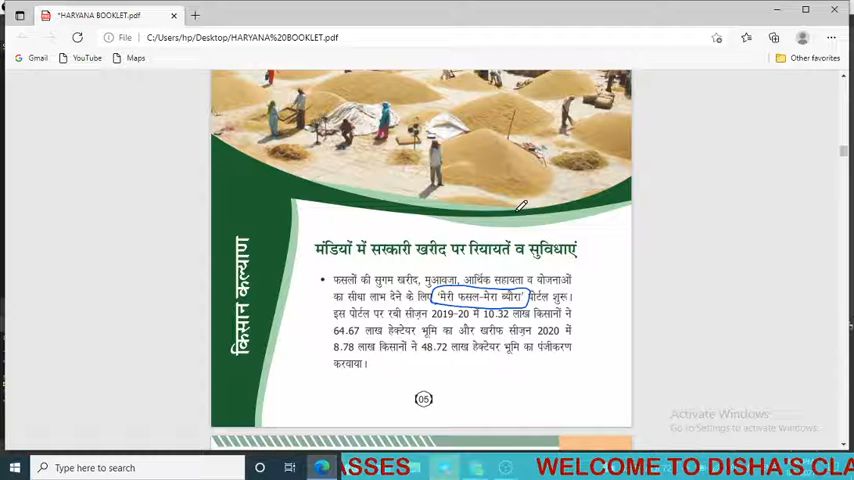 *HARYANA BOOKLET.pdf
File C:/Users/hp/Desktop/HARYANA%20BOOKLET.pdf
Gmail YouTube Maps Other favorites
किसान कल्याण
मंडियों में सरकारी खरीद पर रियायतें व सुविधाएं
• फसलों की सुगम खरीद, मुआवजा, आर्थिक सहायता व योजनाओं
का सीधा लाभ देने के लिए 'मेरी फसल-मेरा ब्यौरा' पोर्टल शुरू।
इस पोर्टल पर रबी सीज़न 2019-20 में 10.32 लाख किसानों ने
64.67 लाख हेक्टेयर भूमि का और खरीफ सीज़न 2020 में
8.78 लाख किसानों ने 48.72 लाख हेक्टेयर भूमि का पंजीकरण
करवाया।
05
Activate Windows
Go to Settings to activate Windows.
Type here to search
ASSES WELCOME TO DISHA'S CLA